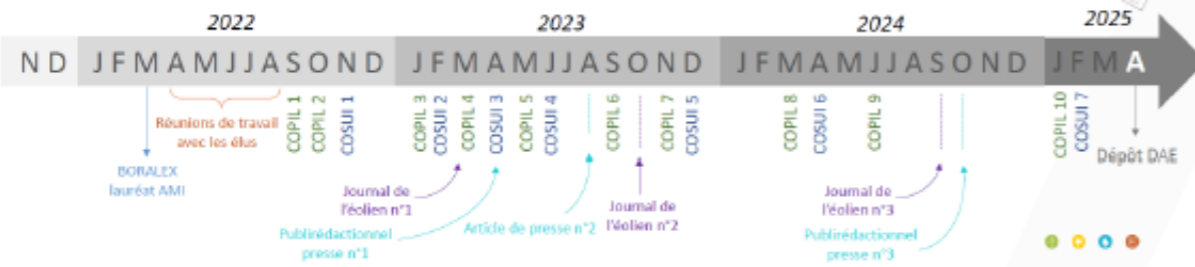 2022 2023 2024 2025
N D J F M A M J J A S O N D J F M A M J J A S O N D J F M A M J J A S O N D J F M A
COPIL 1
COPIL 2
COSUI 1
COPIL 3
COSUI 2
COPIL 4
COSUI 3
COPIL 5
COSUI 4
COPIL 6
COPIL 7
COSUI 5
COPIL 8
COSUI 6
COPIL 9
COPIL 10
COSUI 7
Réunions de travail
avec les élus
Dépôt DAE
BORALEX
lauréat AMI
Journal de
l'éolien n°1
Publirédactionnel
presse n°1
Article de presse n°2
Journal de
l'éolien n°2
Journal de
l'éolien n°3
Publirédactionnel
presse n°3